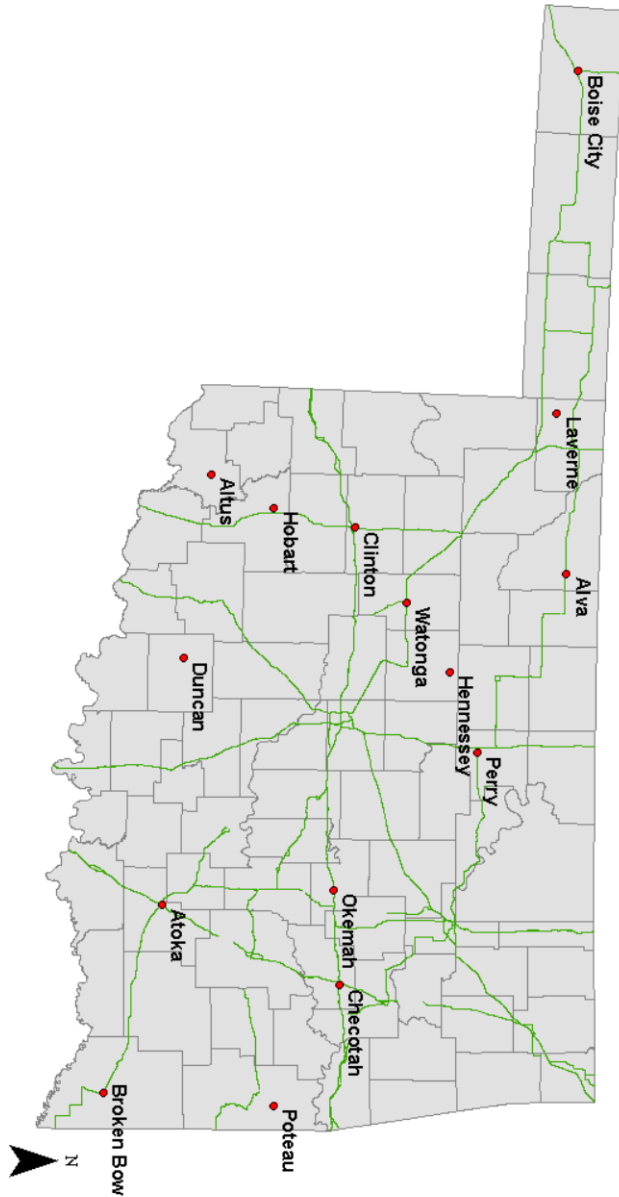 Boise City
Laverne
Alva
Altus
Hobart
Clinton
Watonga
Hennessey
Perry
Duncan
Okemah
Checotah
Atoka
Broken Bow
Poteau
N